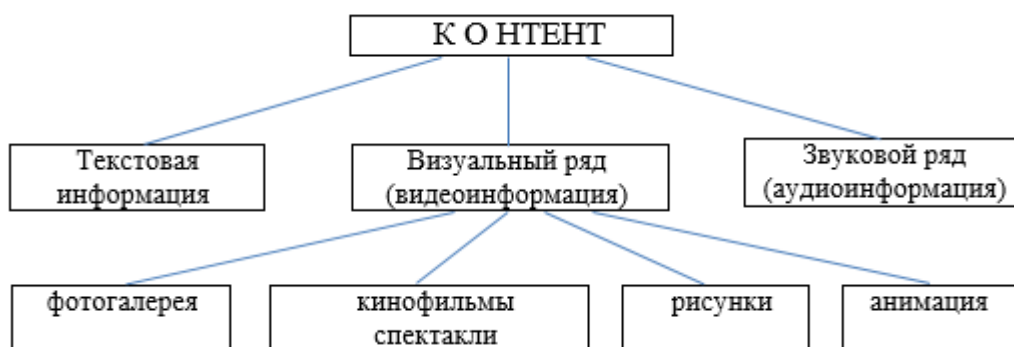 К О НТЕНТ
Текстовая
информация
Визуальный ряд
(видеоинформация)
Звуковой ряд
(аудиоинформация)
фотогалерея
кинофильмы
спектакли
рисунки
анимация